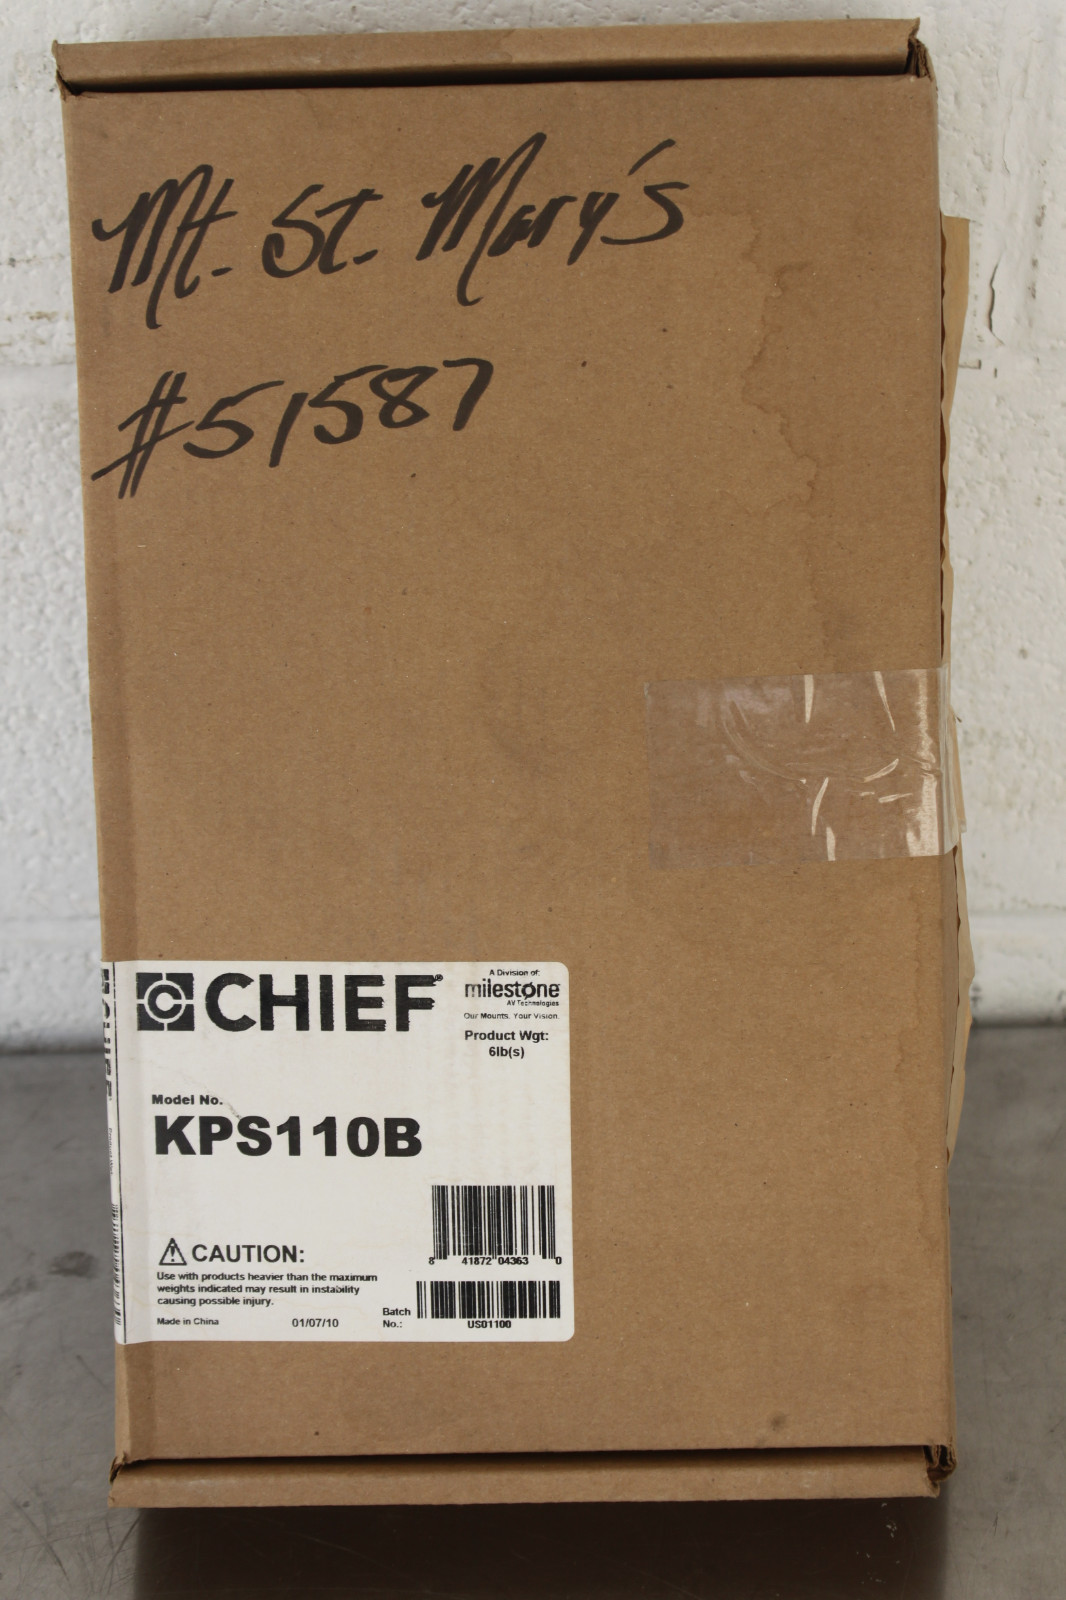 Mt. St. Mary's
#51587
CHIEF®
A Division of:
milestone
AV Technologies
Our Mounts. Your Vision.
Product Wgt:
6lb(s)
Model No.
KPS110B
8 41872 04363 0
CAUTION:
Use with products heavier than the maximum
weights indicated may result in instability
causing possible injury.
Made in China 01/07/10
Batch
No.: US01100